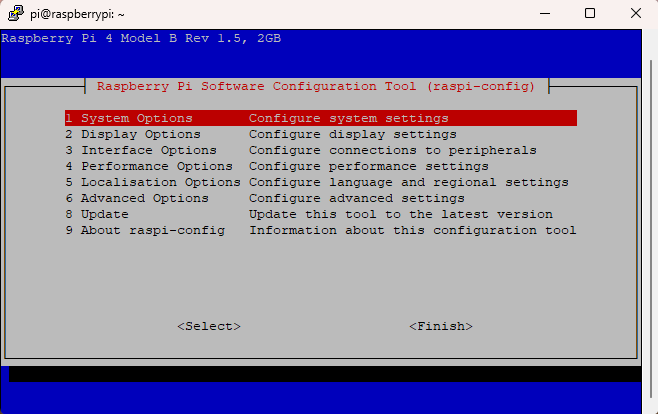 pi@raspberrypi: ~
Raspberry Pi 4 Model B Rev 1.5, 2GB
Raspberry Pi Software Configuration Tool (raspi-config)
1 System Options       Configure system settings
2 Display Options      Configure display settings
3 Interface Options    Configure connections to peripherals
4 Performance Options  Configure performance settings
5 Localisation Options Configure language and regional settings
6 Advanced Options     Configure advanced settings
8 Update               Update this tool to the latest version
9 About raspi-config   Information about this configuration tool
<Select>                     <Finish>